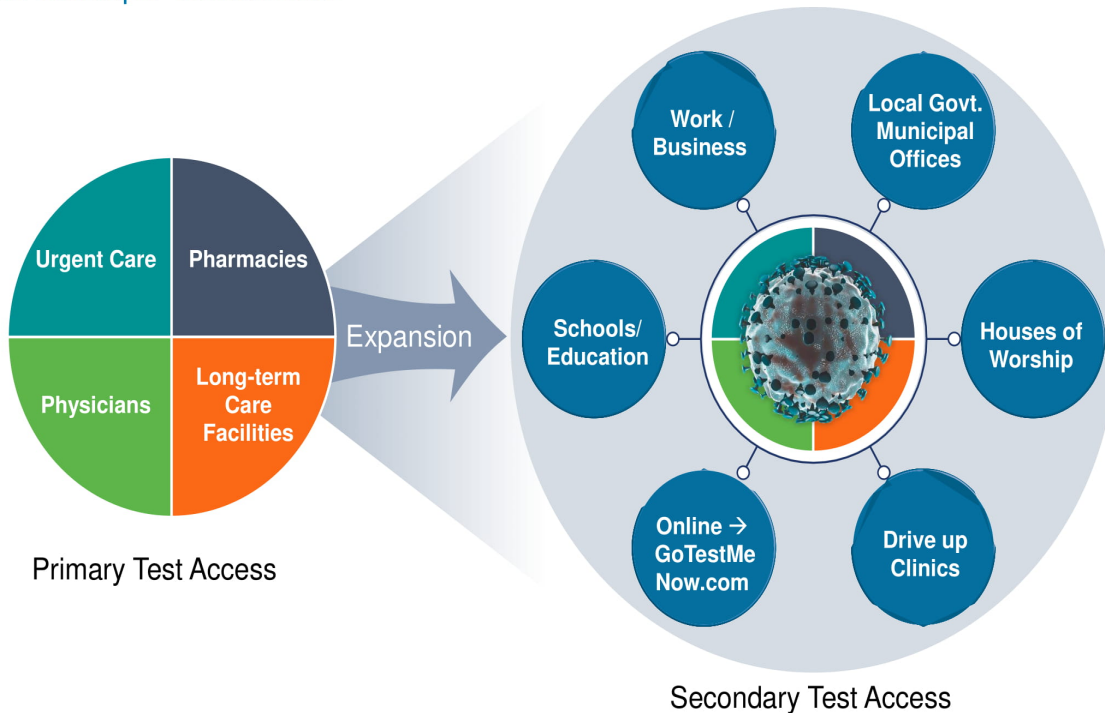 Urgent Care
Pharmacies
Physicians
Long-term
Care
Facilities
Primary Test Access
Expansion
Work /
Business
Local Govt.
Municipal
Offices
Schools/
Education
Houses of
Worship
Online →
GoTestMe
Now.com
Drive up
Clinics
Secondary Test Access